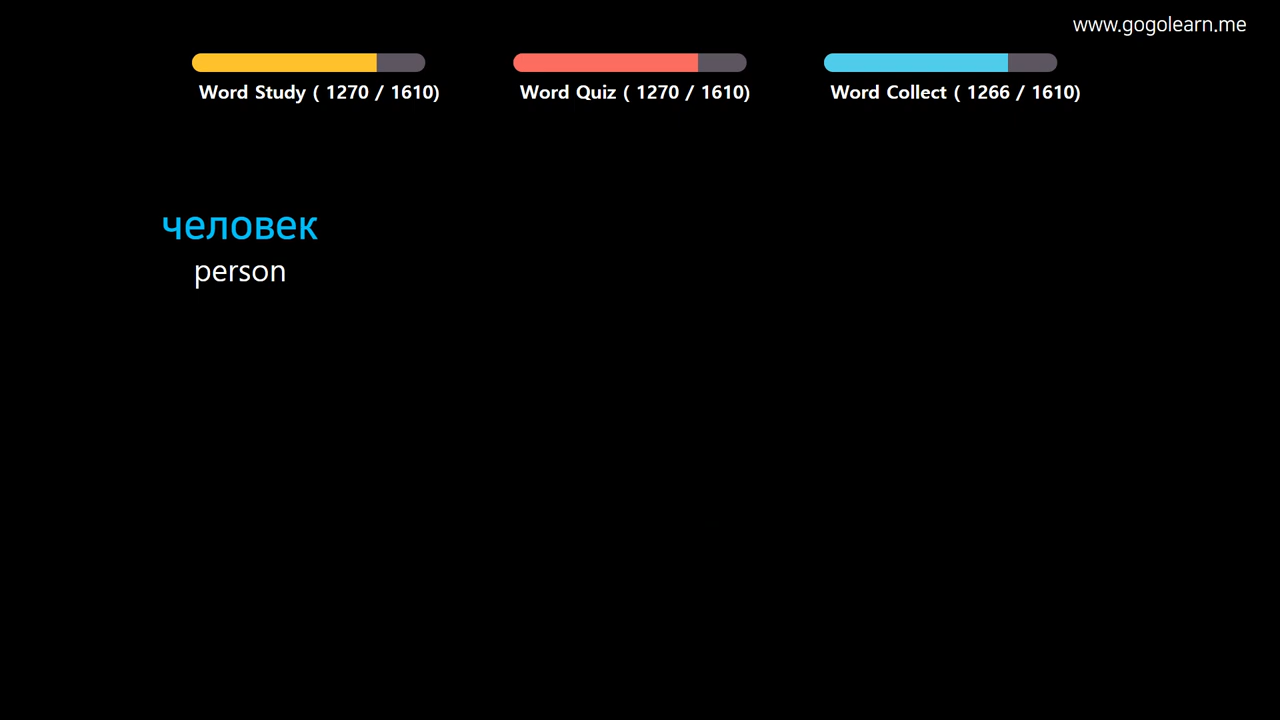 www.gogolearn.me
Word Study ( 1270 / 1610)
Word Quiz ( 1270 / 1610)
Word Collect ( 1266 / 1610)
человек
person